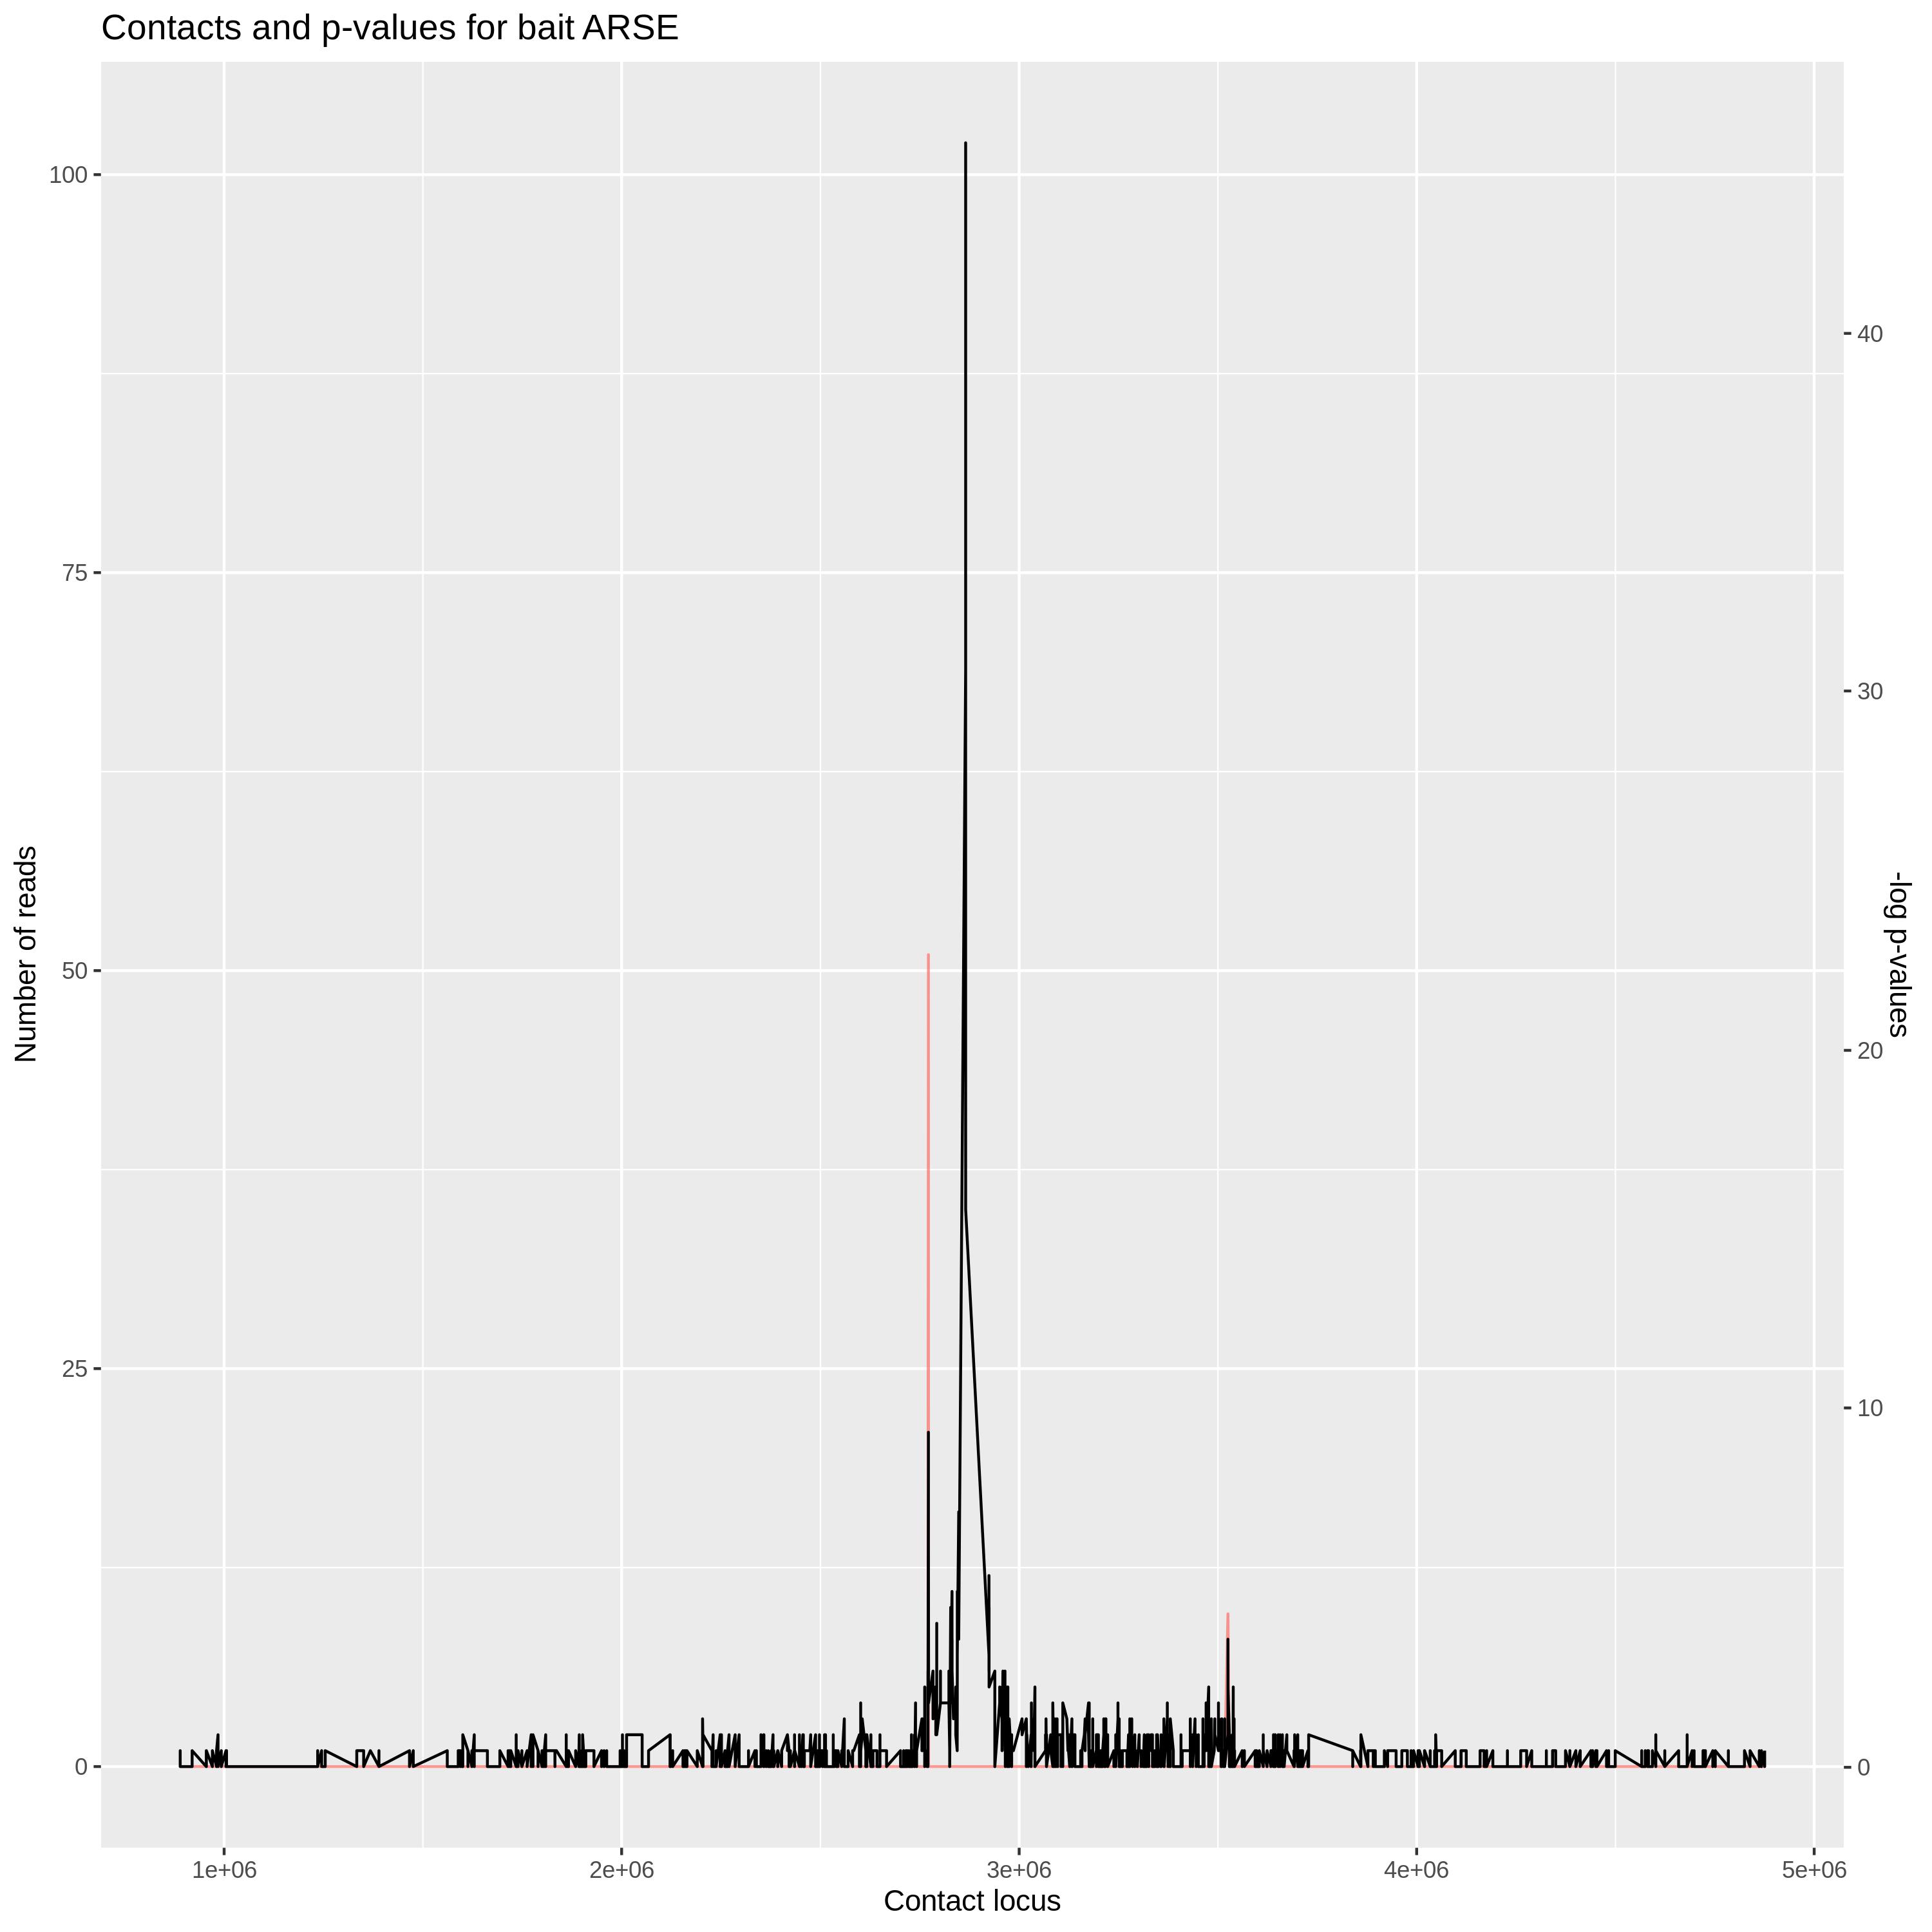 Contacts and p-values for bait ARSE
100
75
50
25
0
Number of reads
40
30
20
10
0
-log p-values
1e+06
2e+06
3e+06
4e+06
5e+06
Contact locus